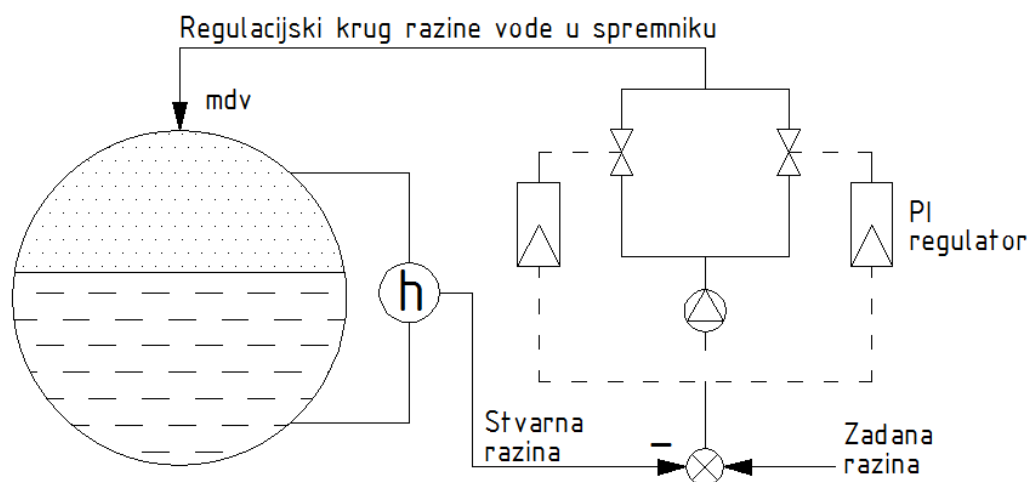 Regulacijski krug razine vode u spremniku
mdv
PI
regulator
h
Stvarna
razina
–
Zadana
razina